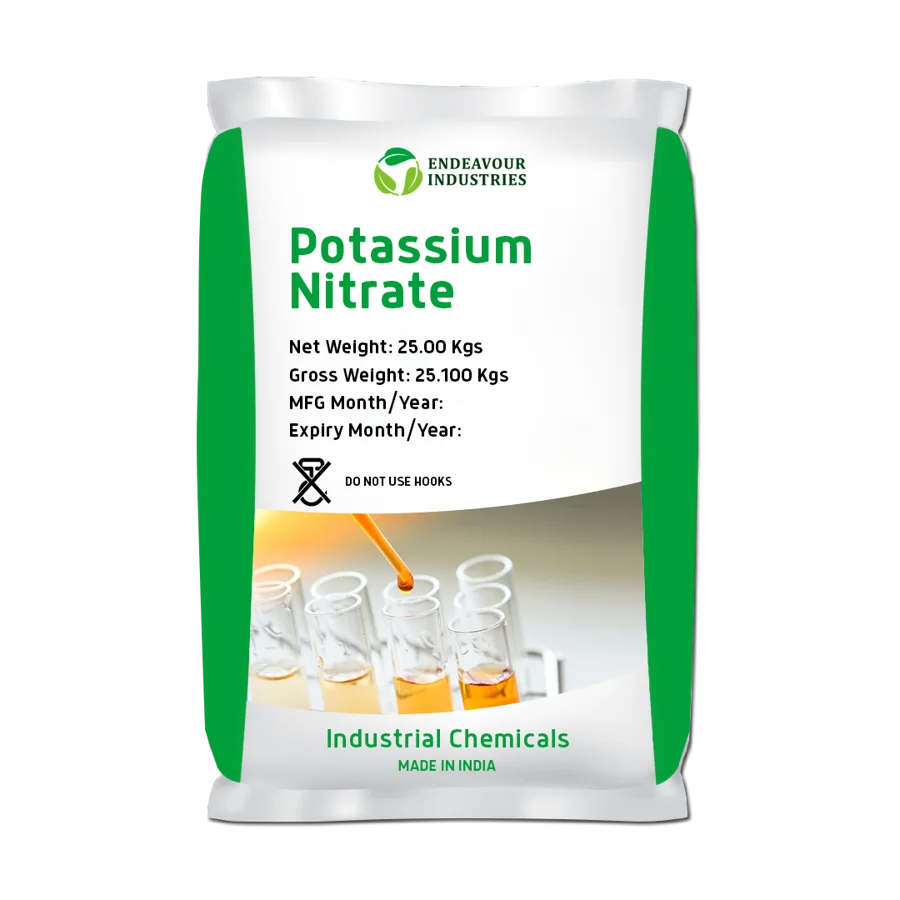 ENDEAVOUR
INDUSTRIES
Potassium
Nitrate
Net Weight: 25.00 Kgs
Gross Weight: 25.100 Kgs
MFG Month/Year:
Expiry Month/Year:
DO NOT USE HOOKS
Industrial Chemicals
MADE IN INDIA